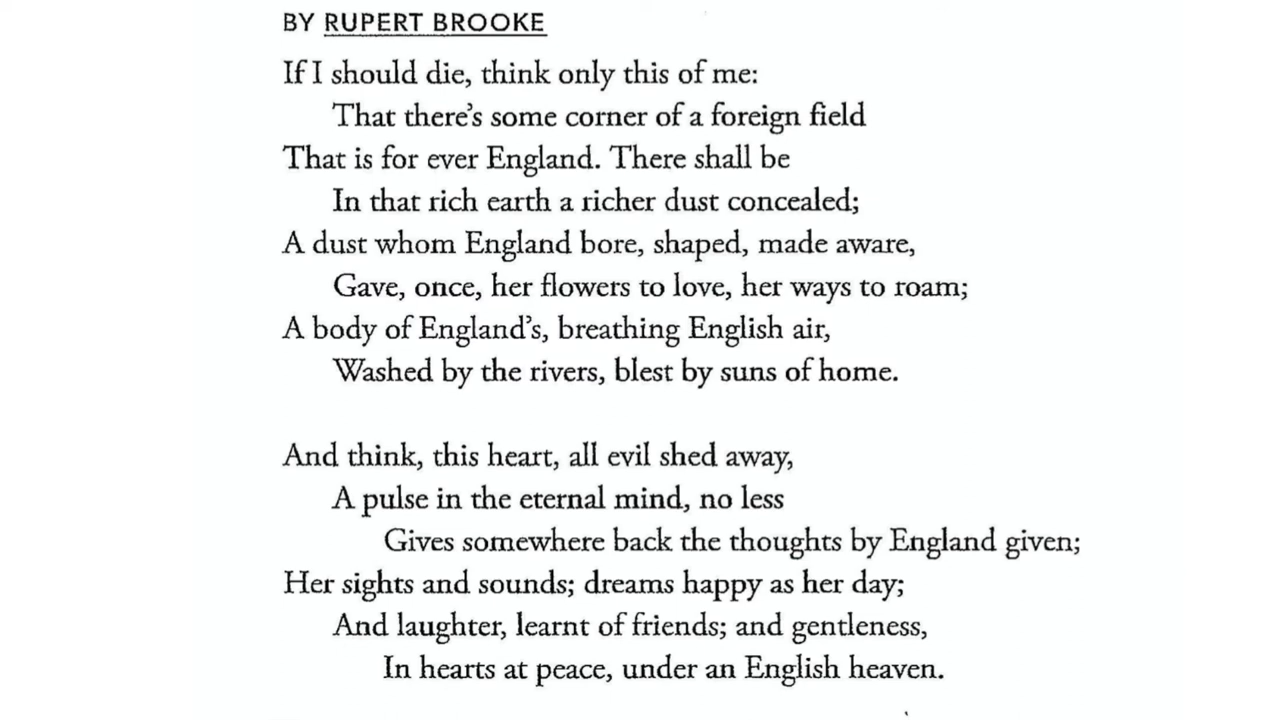 BY RUPERT BROOKE
If I should die, think only this of me:
That there's some corner of a foreign field
That is for ever England. There shall be
In that rich earth a richer dust concealed;
A dust whom England bore, shaped, made aware,
Gave, once, her flowers to love, her ways to roam;
A body of England's, breathing English air,
Washed by the rivers, blest by suns of home.
And think, this heart, all evil shed away,
A pulse in the eternal mind, no less
Gives somewhere back the thoughts by England given;
Her sights and sounds; dreams happy as her day;
And laughter, learnt of friends; and gentleness,
In hearts at peace, under an English heaven.